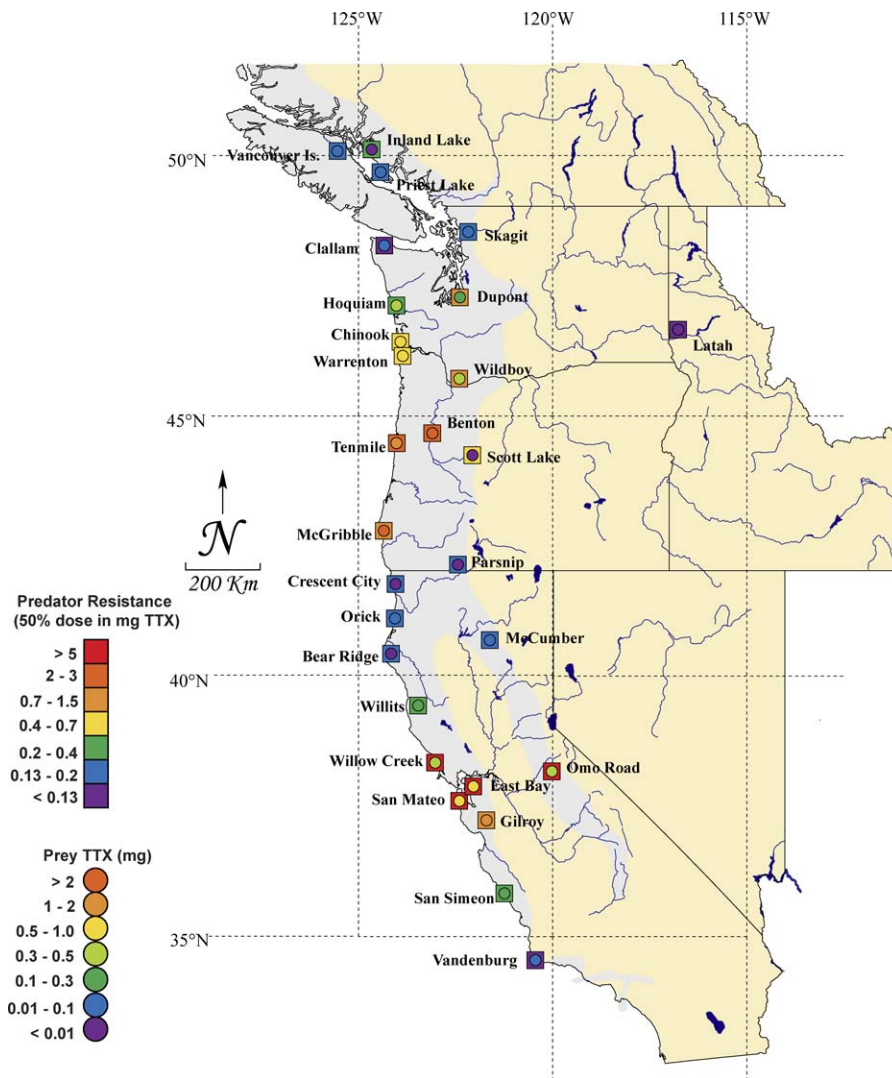 125°W
120°W
115°W
Inland Lake
50°N
Vancouver Is.
Priest Lake
Skagit
Clallam
Dupont
Hoquiam
Chinook
Latah
Warrenton
Wildboy
45°N
Benton
Tenmile
Scott Lake
N
McGribble
200 Km
Parsnip
Crescent City
Predator Resistance
(50% dose in mg TTX)
Orick
McCumber
> 5
Bear Ridge
2 - 3
40°N
0.7 - 1.5
Willits
0.4 - 0.7
0.2 - 0.4
Willow Creek
Omo Road
0.13 - 0.2
East Bay
< 0.13
San Mateo
Gilroy
Prey TTX (mg)
> 2
San Simeon
1 - 2
0.5 - 1.0
35°N
0.3 - 0.5
Vandenburg
0.1 - 0.3
0.01 - 0.1
< 0.01